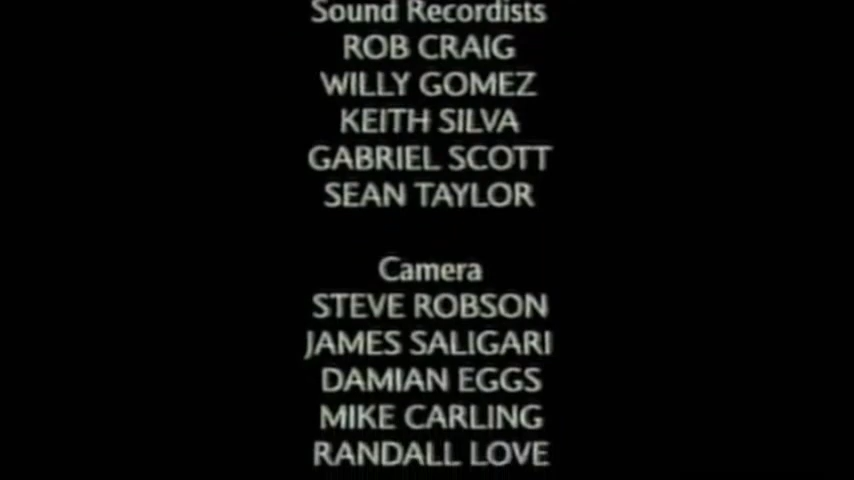 Sound Recordists
ROB CRAIG
WILLY GOMEZ
KEITH SILVA
GABRIEL SCOTT
SEAN TAYLOR
Camera
STEVE ROBSON
JAMES SALIGARI
DAMIAN EGGS
MIKE CARLING
RANDALL LOVE